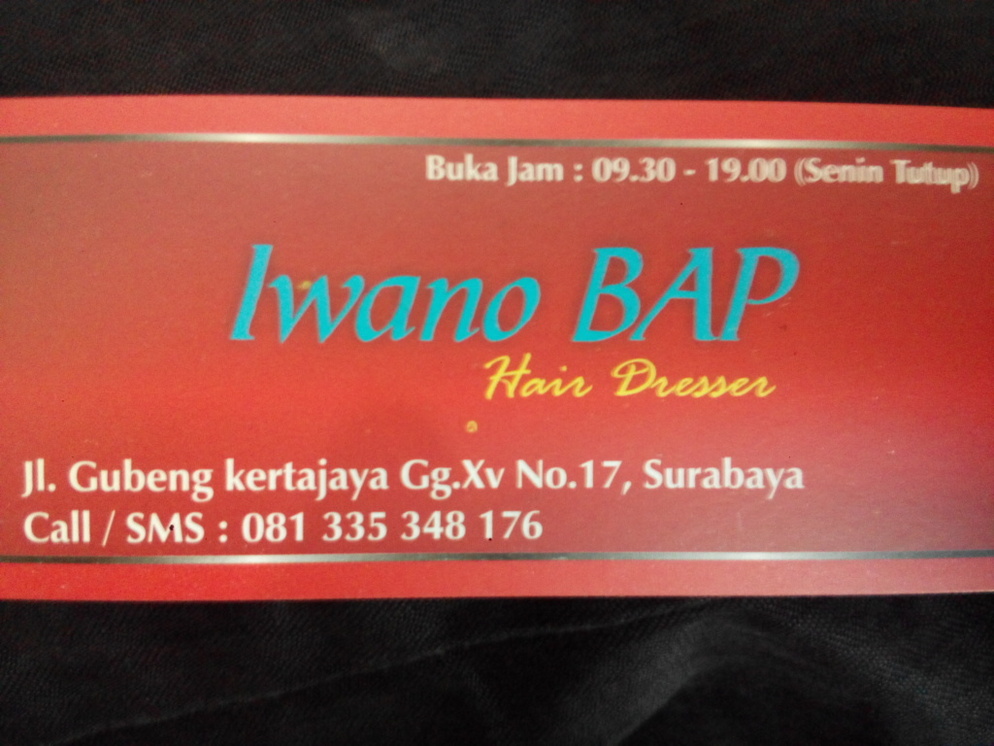 Buka Jam : 09.30 - 19.00 (Senin Tutup)
Iwano BAP
Hair Dresser
Jl. Gubeng kertajaya Gg.Xv No.17, Surabaya
Call / SMS : 081 335 348 176